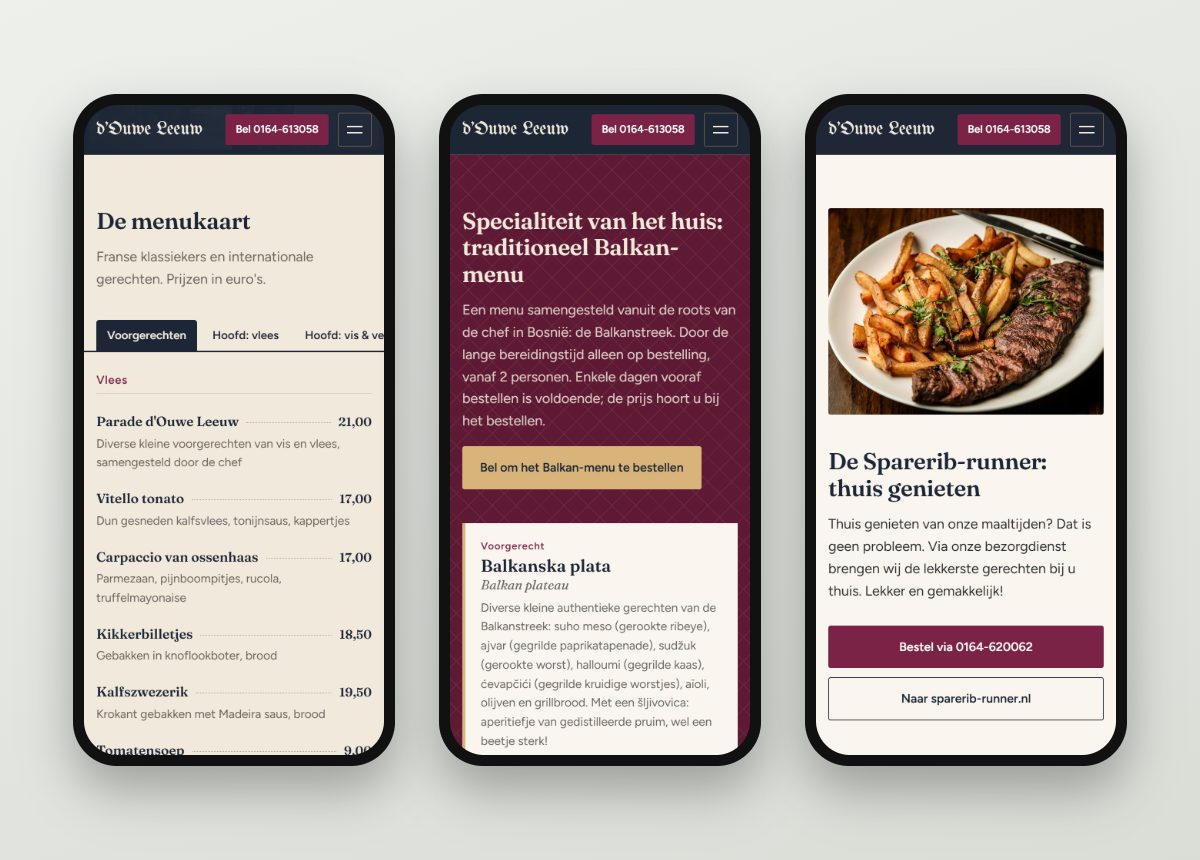 d'Ouwe Leeuw
Bel 0164-613058
De menukaart
Franse klassiekers en internationale
gerechten. Prijzen in euro's.
Voorgerechten
Hoofd: vlees
Hoofd: vis & ve
Vlees
Parade d'Ouwe Leeuw 21,00
Diverse kleine voorgerechten van vis en vlees,
samengesteld door de chef
Vitello tonato 17,00
Dun gesneden kalfsvlees, tonijnsaus, kappertjes
Carpaccio van ossenhaas 17,00
Parmezaan, pijnboompitjes, rucola,
truffelmayonaise
Kikkerbilletjes 18,50
Gebakken in knoflookboter, brood
Kalfszwezerik 19,50
Krokant gebakken met Madeira saus, brood
Tomatensoep 9,00
d'Ouwe Leeuw
Bel 0164-613058
Specialiteit van het huis:
traditioneel Balkan-
menu
Een menu samengesteld vanuit de roots van
de chef in Bosnië: de Balkanstreek. Door de
lange bereidingstijd alleen op bestelling,
vanaf 2 personen. Enkele dagen vooraf
bestellen is voldoende; de prijs hoort u bij
het bestellen.
Bel om het Balkan-menu te bestellen
Voorgerecht
Balkanska plata
Balkan plateau
Diverse kleine authentieke gerechten van de
Balkanstreek: suho meso (gerookte ribeye),
ajvar (gegrilde paprikatapenade), sudžuk
(gerookte worst), halloumi (gegrilde kaas),
ćevapčići (gegrilde kruidige worstjes), aïoli,
olijven en grillbrood. Met een šljivovica:
aperitiefje van gedistilleerde pruim, wel een
beetje sterk!
d'Ouwe Leeuw
Bel 0164-613058
De Sparerib-runner:
thuis genieten
Thuis genieten van onze maaltijden? Dat is
geen probleem. Via onze bezorgdienst
brengen wij de lekkerste gerechten bij u
thuis. Lekker en gemakkelijk!
Bestel via 0164-620062
Naar sparerib-runner.nl